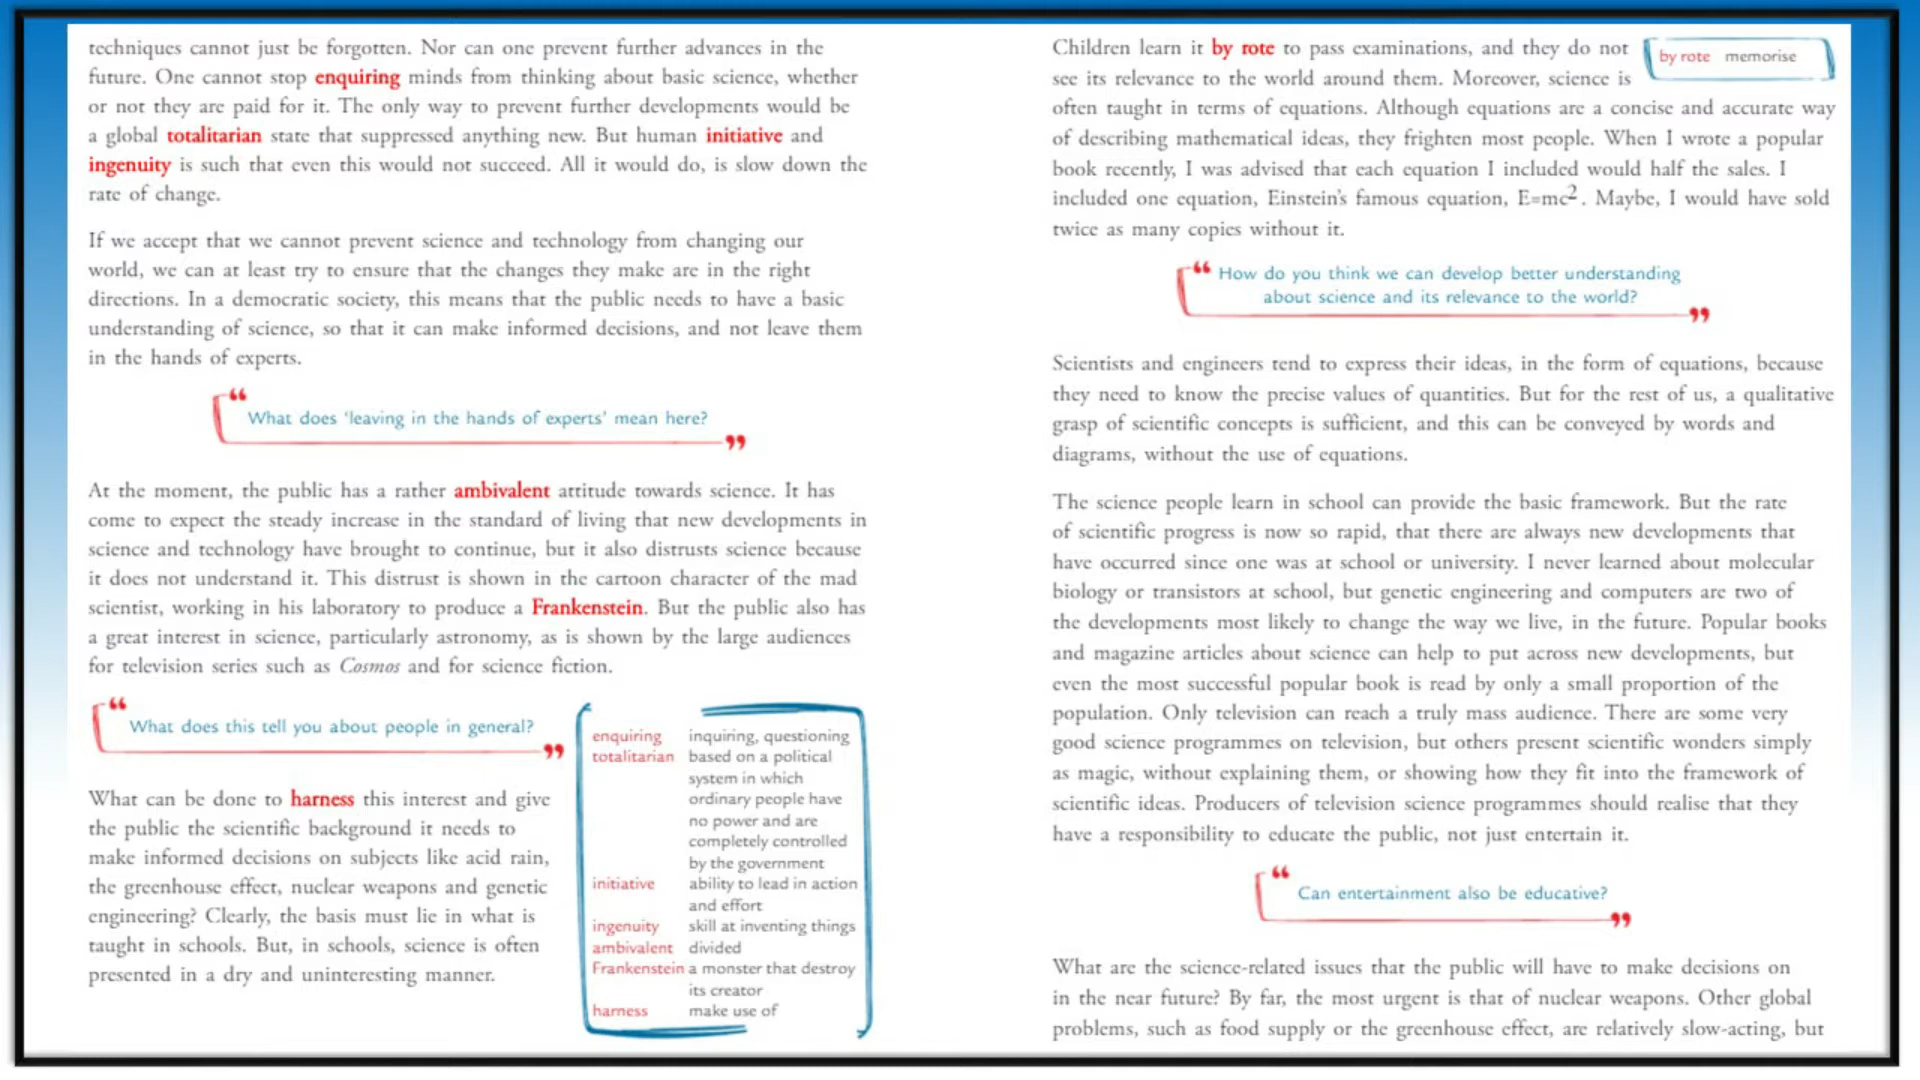 techniques cannot just be forgotten. Nor can one prevent further advances in the
future. One cannot stop enquiring minds from thinking about basic science, whether
or not they are paid for it. The only way to prevent further developments would be
a global totalitarian state that suppressed anything new. But human initiative and
ingenuity is such that even this would not succeed. All it would do, is slow down the
rate of change.
If we accept that we cannot prevent science and technology from changing our
world, we can at least try to ensure that the changes they make are in the right
directions. In a democratic society, this means that the public needs to have a basic
understanding of science, so that it can make informed decisions, and not leave them
in the hands of experts.
“ What does ‘leaving in the hands of experts’ mean here? ”
At the moment, the public has a rather ambivalent attitude towards science. It has
come to expect the steady increase in the standard of living that new developments in
science and technology have brought to continue, but it also distrusts science because
it does not understand it. This distrust is shown in the cartoon character of the mad
scientist, working in his laboratory to produce a Frankenstein. But the public also has
a great interest in science, particularly astronomy, as is shown by the large audiences
for television series such as Cosmos and for science fiction.
“ What does this tell you about people in general? ”
What can be done to harness this interest and give
the public the scientific background it needs to
make informed decisions on subjects like acid rain,
the greenhouse effect, nuclear weapons and genetic
engineering? Clearly, the basis must lie in what is
taught in schools. But, in schools, science is often
presented in a dry and uninteresting manner.
enquiring inquiring, questioning
totalitarian based on a political
system in which
ordinary people have
no power and are
completely controlled
by the government
initiative ability to lead in action
and effort
ingenuity skill at inventing things
ambivalent divided
Frankenstein a monster that destroy
its creator
harness make use of
Children learn it by rote to pass examinations, and they do not
see its relevance to the world around them. Moreover, science is
often taught in terms of equations. Although equations are a concise and accurate way
of describing mathematical ideas, they frighten most people. When I wrote a popular
book recently, I was advised that each equation I included would half the sales. I
included one equation, Einstein's famous equation, E=mc². Maybe, I would have sold
twice as many copies without it.
by rote memorise
“ How do you think we can develop better understanding
about science and its relevance to the world? ”
Scientists and engineers tend to express their ideas, in the form of equations, because
they need to know the precise values of quantities. But for the rest of us, a qualitative
grasp of scientific concepts is sufficient, and this can be conveyed by words and
diagrams, without the use of equations.
The science people learn in school can provide the basic framework. But the rate
of scientific progress is now so rapid, that there are always new developments that
have occurred since one was at school or university. I never learned about molecular
biology or transistors at school, but genetic engineering and computers are two of
the developments most likely to change the way we live, in the future. Popular books
and magazine articles about science can help to put across new developments, but
even the most successful popular book is read by only a small proportion of the
population. Only television can reach a truly mass audience. There are some very
good science programmes on television, but others present scientific wonders simply
as magic, without explaining them, or showing how they fit into the framework of
scientific ideas. Producers of television science programmes should realise that they
have a responsibility to educate the public, not just entertain it.
“ Can entertainment also be educative? ”
What are the science-related issues that the public will have to make decisions on
in the near future? By far, the most urgent is that of nuclear weapons. Other global
problems, such as food supply or the greenhouse effect, are relatively slow-acting, but